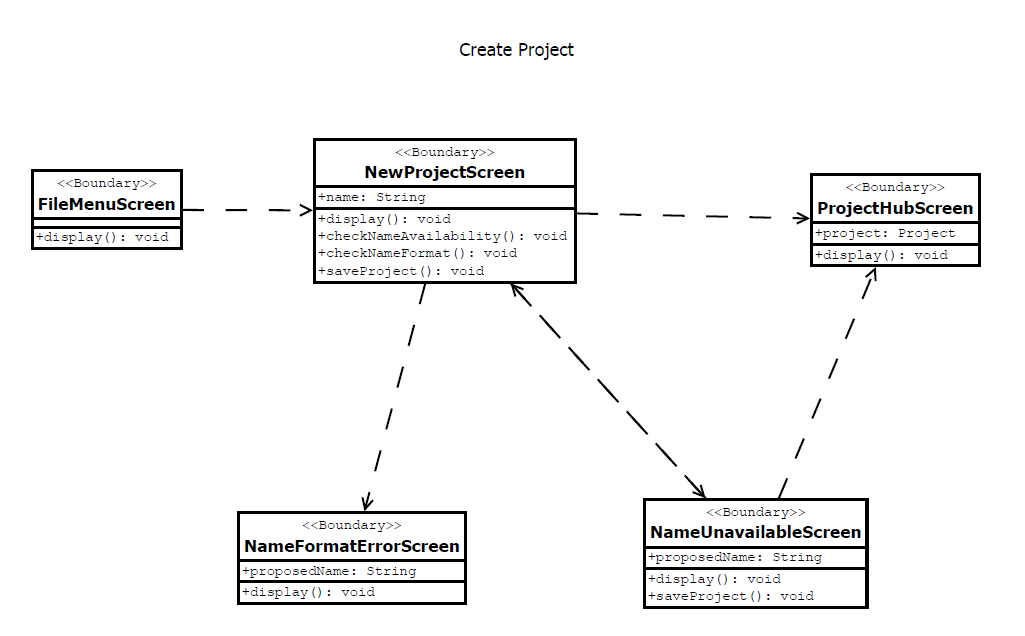 Create Project
<<Boundary>>
FileMenuScreen
+display(): void
<<Boundary>>
NewProjectScreen
+name: String
+display(): void
+checkNameAvailability(): void
+checkNameFormat(): void
+saveProject(): void
<<Boundary>>
ProjectHubScreen
+project: Project
+display(): void
<<Boundary>>
NameFormatErrorScreen
+proposedName: String
+display(): void
<<Boundary>>
NameUnavailableScreen
+proposedName: String
+display(): void
+saveProject(): void